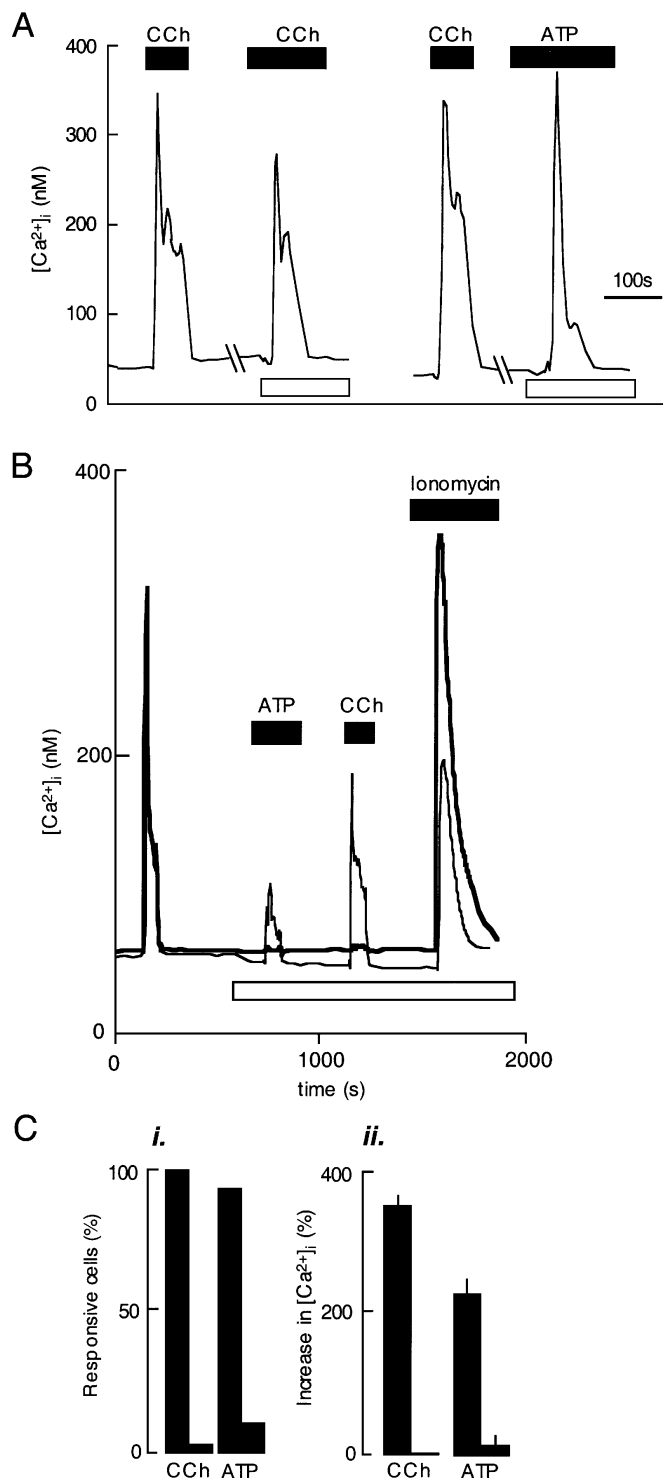 A
CCh CCh CCh ATP
400
300
200
100
0
[Ca²⁺]ᵢ (nM)
100s
B
Ionomycin
ATP CCh
400
200
0
[Ca²⁺]ᵢ (nM)
0 1000 2000
time (s)
C
i. ii.
100
50
0
Responsive cells (%)
CCh ATP
400
200
0
Increase in [Ca²⁺]ᵢ (%)
CCh ATP